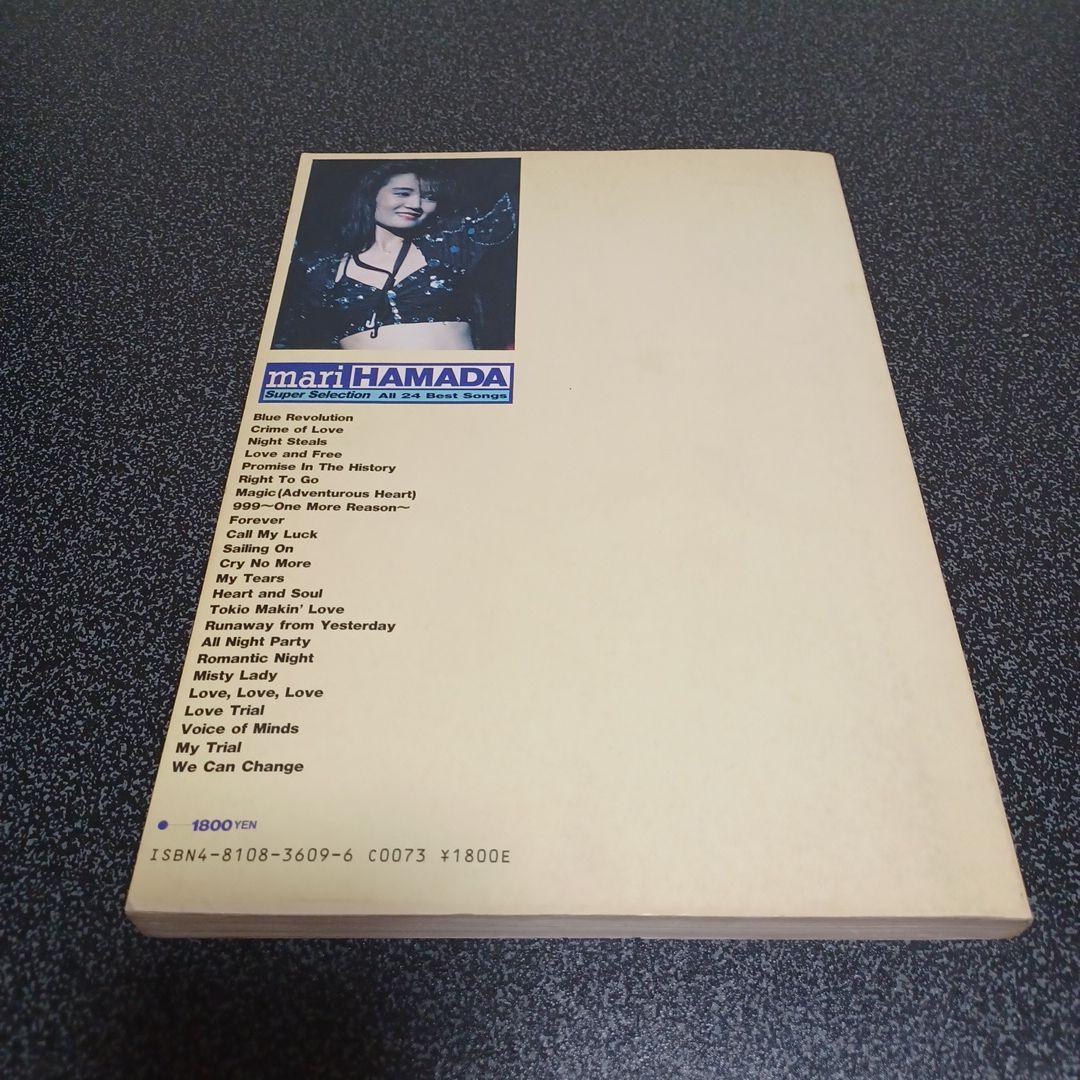 mari HAMADA
Super Selection All 24 Best Songs
Blue Revolution
Crime of Love
Night Steals
Love and Free
Promise In The History
Right To Go
Magic(Adventurous Heart)
999〜One More Reason〜
Forever
Call My Luck
Sailing On
Cry No More
My Tears
Heart and Soul
Tokio Makin' Love
Runaway from Yesterday
All Night Party
Romantic Night
Misty Lady
Love, Love, Love
Love Trial
Voice of Minds
My Trial
We Can Change
1800YEN
ISBN4-8108-3609-6 C0073 ¥1800E